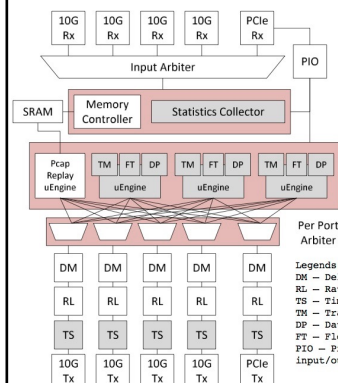 10G Rx 10G Rx 10G Rx 10G Rx PCIe Rx
Input Arbiter
PIO
SRAM
Memory Controller
Statistics Collector
Pcap Replay uEngine
TM FT DP
uEngine
TM FT DP
uEngine
TM FT DP
uEngine
Per Port
Arbiter
DM DM DM DM DM
RL RL RL RL RL
TS TS TS TS TS
10G Tx 10G Tx 10G Tx 10G Tx PCIe Tx
Legends
DM – De
RL – Ra
TS – Ti
TM – Tra
DP – Da
FT – Fl
PIO – P
input/ou